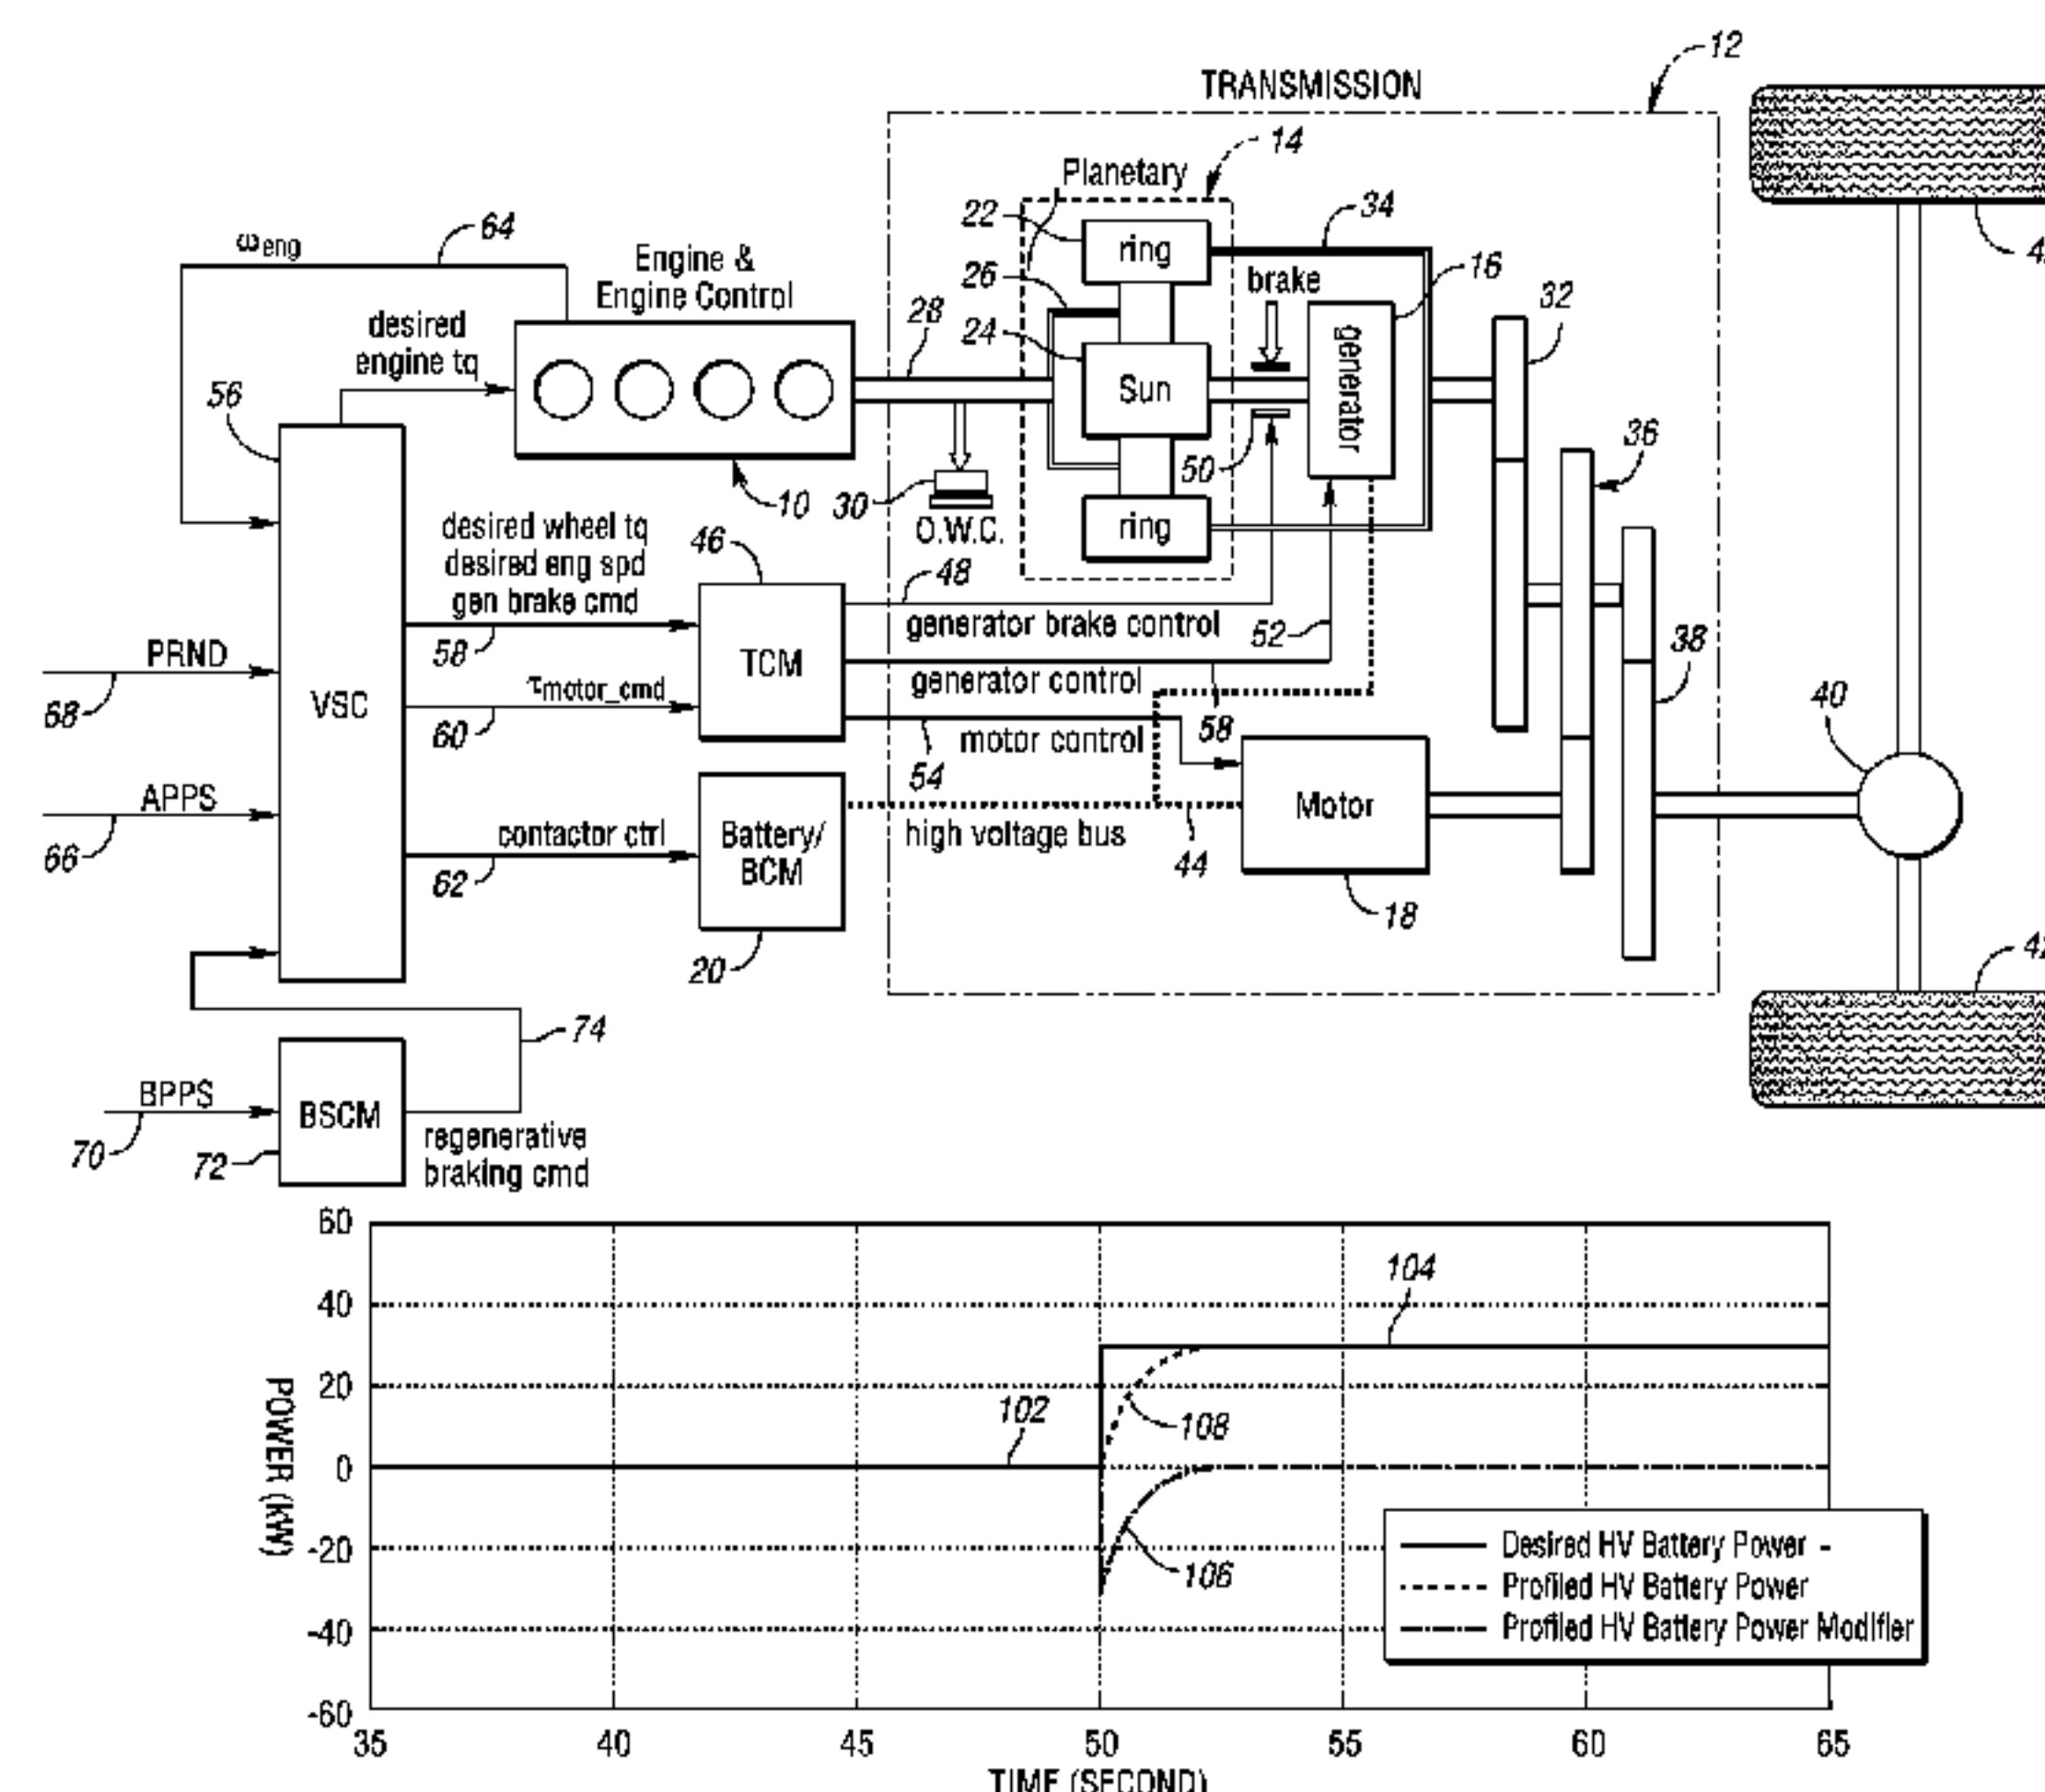 12
TRANSMISSION
14
Planetary
22
34
64
ωeng
ring
Engine &
Engine Control
26
brake
16
32
28
desired
engine tq
24
generator
Sun
56
36
50
10
30
O.W.C.
ring
desired wheel tq
desired eng spd
gen brake cmd
46
48
generator brake control
52
38
58
PRND
TCM
generator control
τmotor_cmd
VSC
40
68
60
58
motor control
54
APPS
Motor
contactor ctrl
Battery/
BCM
high voltage bus
66
62
44
18
20
42
74
BPPS
BSCM
regenerative
braking cmd
70
72
60
104
40
20
102
108
POWER (KW)
0
Desired HV Battery Power -
-20
106
Profiled HV Battery Power
-40
Profiled HV Battery Power Modifier
-60
35
40
45
50
55
60
65
TIME (SECOND)